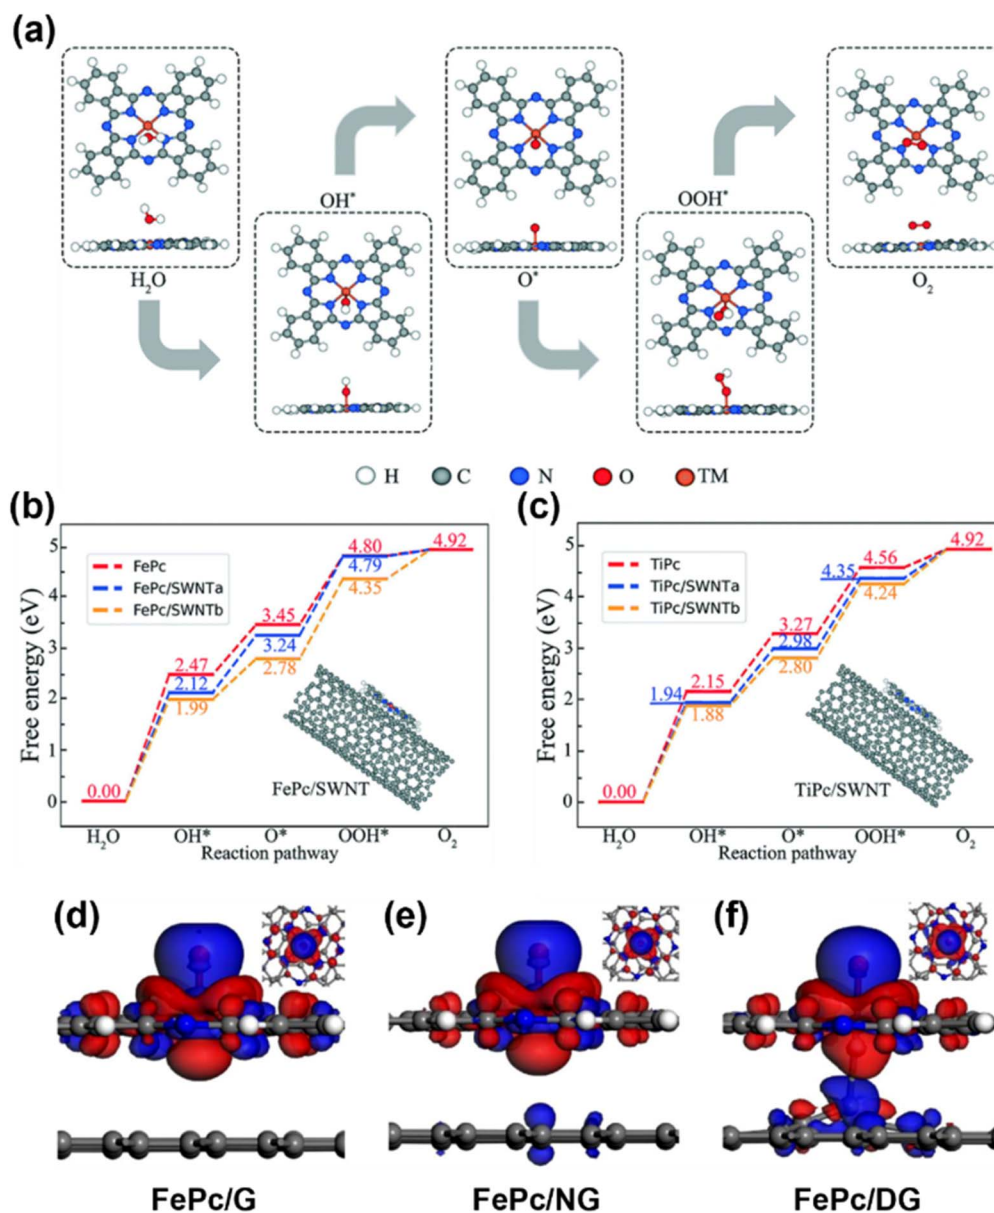 (a)
OH*
OOH*
H₂O
O*
O₂
H
C
N
O
TM
(b)
Free energy (eV)
5
4
3
2
1
0
FePc
FePc/SWNTa
FePc/SWNTb
0.00
2.47
2.12
1.99
3.45
3.24
2.78
4.80
4.79
4.35
4.92
FePc/SWNT
H₂O
OH*
O*
OOH*
O₂
Reaction pathway
(c)
Free energy (eV)
5
4
3
2
1
0
TiPc
TiPc/SWNTa
TiPc/SWNTb
0.00
1.94
2.15
1.88
3.27
2.98
2.80
4.35
4.56
4.24
4.92
TiPc/SWNT
H₂O
OH*
O*
OOH*
O₂
Reaction pathway
(d)
(e)
(f)
FePc/G
FePc/NG
FePc/DG